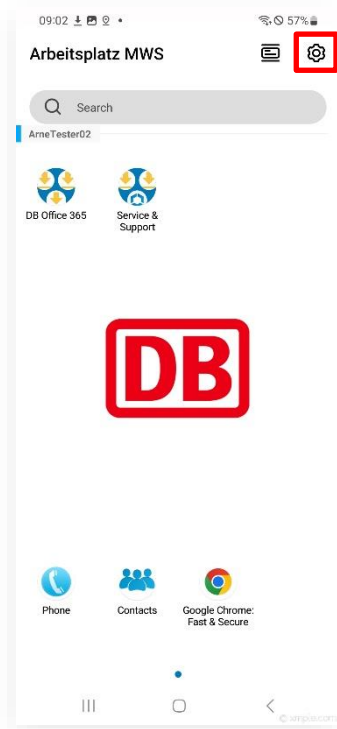 09:02
57%
Arbeitsplatz MWS
Search
ArneTester02
DB Office 365
Service &
Support
DB
Phone
Contacts
Google Chrome:
Fast & Secure